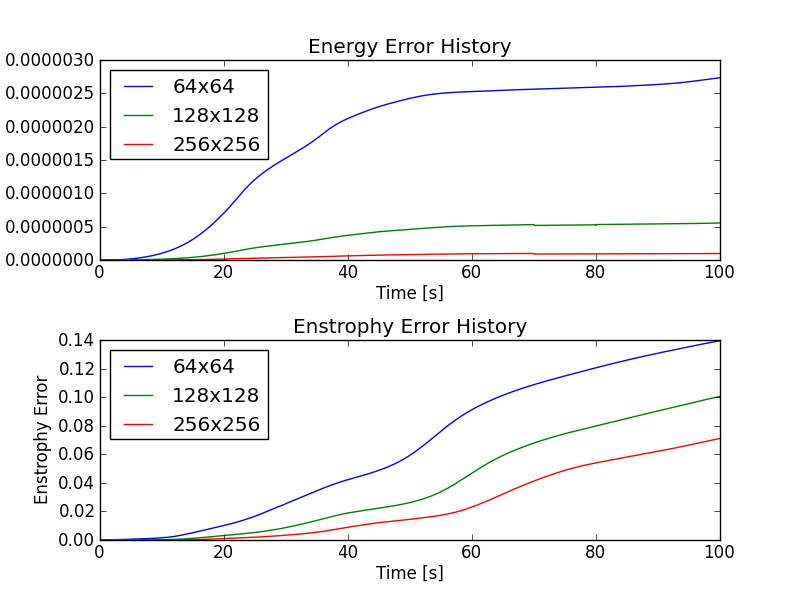 Energy Error History
0.0000030
0.0000025
0.0000020
0.0000015
0.0000010
0.0000005
0.0000000
64x64
128x128
256x256
0 20 40 60 80 100
Time [s]
Enstrophy Error History
Enstrophy Error
0.14
0.12
0.10
0.08
0.06
0.04
0.02
0.00
64x64
128x128
256x256
0 20 40 60 80 100
Time [s]